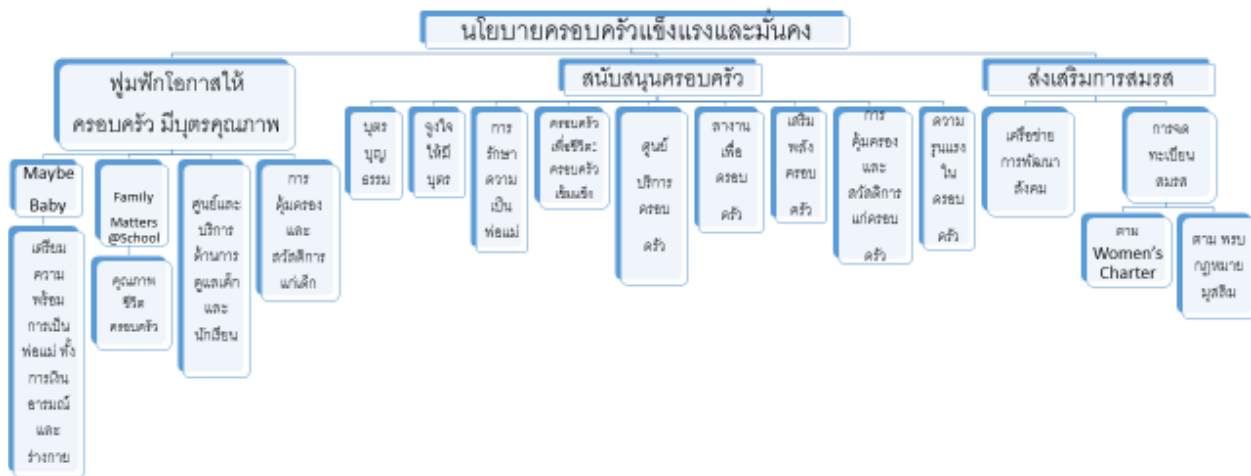 นโยบายครอบครัวแข็งแรงและมั่นคง
ฟูมฟักโอกาสให้
ครอบครัว มีบุตรคุณภาพ
Maybe
Baby
เตรียม
ความ
พร้อม
การเป็น
พ่อแม่ ทั้ง
การเงิน
อารมณ์
และ
ร่างกาย
Family
Matters
@School
คุณภาพ
ชีวิต
ครอบครัว
ศูนย์และ
บริการ
ด้านการ
ดูแลเด็ก
และ
นักเรียน
การ
คุ้มครอง
และ
สวัสดิการ
แก่เด็ก
สนับสนุนครอบครัว
บุตร
บุญ
ธรรม
จูงใจ
ให้มี
บุตร
การ
รักษา
ความ
เป็น
พ่อแม่
ครอบครัว
เพื่อชีวิต:
ครอบครัว
เข้มแข็ง
ศูนย์
บริการ
ครอบ
ครัว
ลางาน
เพื่อ
ครอบ
ครัว
เสริม
พลัง
ครอบ
ครัว
การ
คุ้มครอง
และ
สวัสดิการ
แก่ครอบ
ครัว
ความ
รุนแรง
ใน
ครอบ
ครัว
ส่งเสริมการสมรส
เครือข่าย
การพัฒนา
สังคม
การจด
ทะเบียน
สมรส
ตาม
Women's
Charter
ตาม พรบ
กฎหมาย
มุสลิม